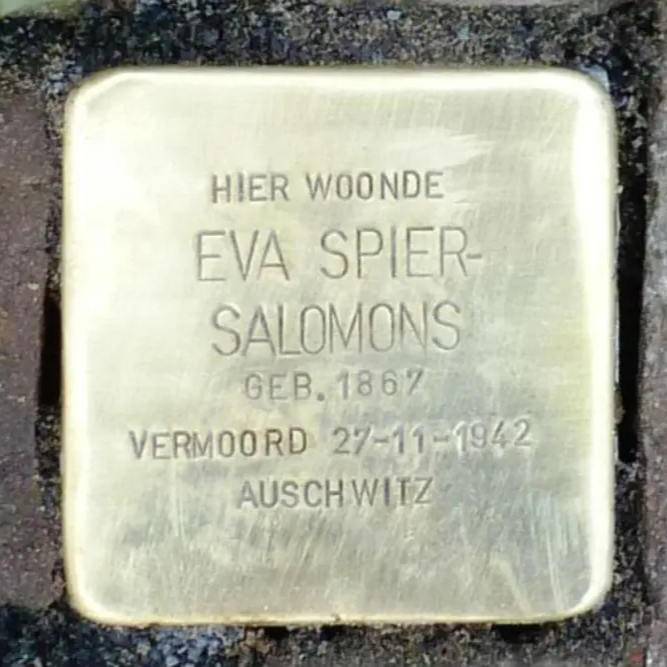 HIER WOONDE
EVA SPIER-
SALOMONS
GEB. 1867
VERMOORD 27-11-1942
AUSCHWITZ